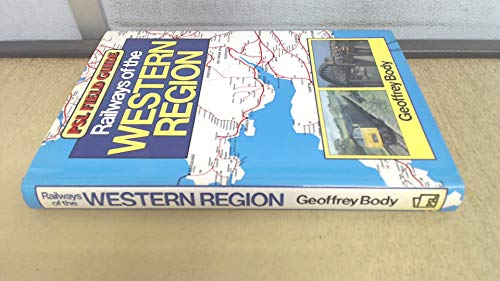 PSL FIELD GUIDE
Railways of the
WESTERN
REGION
Geoffrey Body
Railways
of the
WESTERN REGION
Geoffrey Body